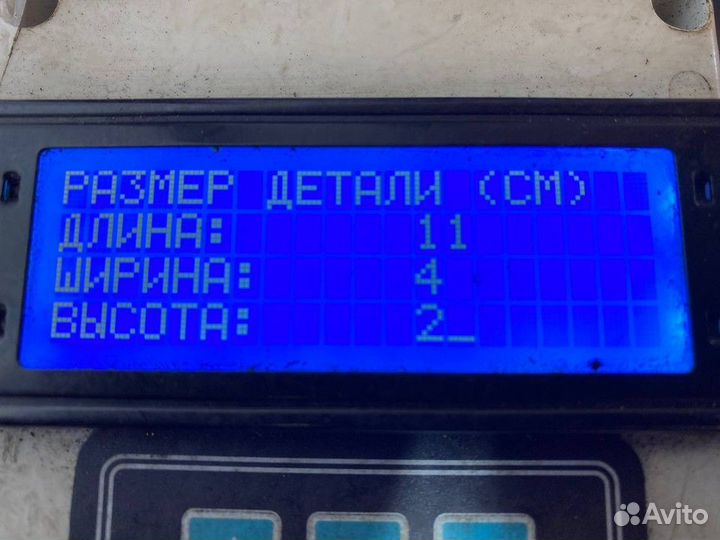 РАЗМЕР ДЕТАЛИ (СМ)
ДЛИНА: 11
ШИРИНА: 4
ВЫСОТА: 2_
Avito